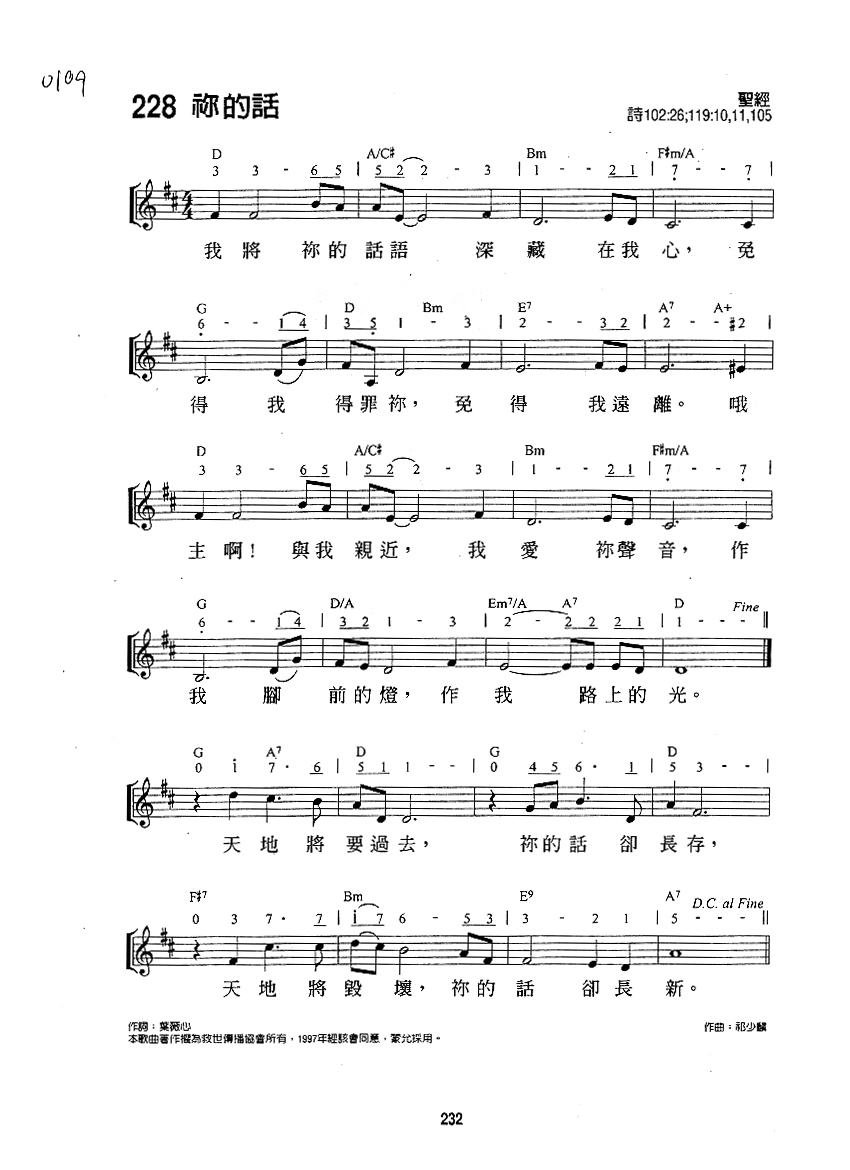 0109
228 祢的話
聖經
詩102:26;119:10,11,105
D A/C# Bm F#m/A
3 3 - 6 5 | 5 2 2 - 3 | 1 - - 2 1 | 7 - - 7 |
4/4
我將 祢的話語 深藏 在我心，免
G D Bm E7 A7 A+
6 - - 1 4 | 3 5 1 - 3 | 2 - - 3 2 | 2 - - #2 |
得 我 得罪祢，免得 我遠離。哦
D A/C# Bm F#m/A
3 3 - 6 5 | 5 2 2 - 3 | 1 - - 2 1 | 7 - - 7 |
主啊！與我親近，我愛 祢聲音，作
G D/A Em7/A A7 D Fine
6 - - 1 4 | 3 2 1 - 3 | 2 - 2 2 2 1 | 1 - - - ||
我 腳 前的燈，作我 路上的光。
G A7 D G D
0 1 7· 6 | 5 1 1 - - | 0 4 5 6· 1 | 5 3 - - |
天地將要過去，祢的話卻長存，
F#7 Bm E9 A7 D.C. al Fine
0 3 7· 7 | 1 7 6 - 5 3 | 3 - 2 1 | 5 - - - ||
天地將毀壞，祢的話卻長新。
作詞：葉薇心
作曲：祁少麟
本歌曲著作權為救世傳播協會所有，1997年經該會同意，蒙允採用。
232